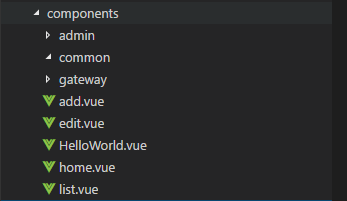 components
admin
common
gateway
add.vue
edit.vue
HelloWorld.vue
home.vue
list.vue